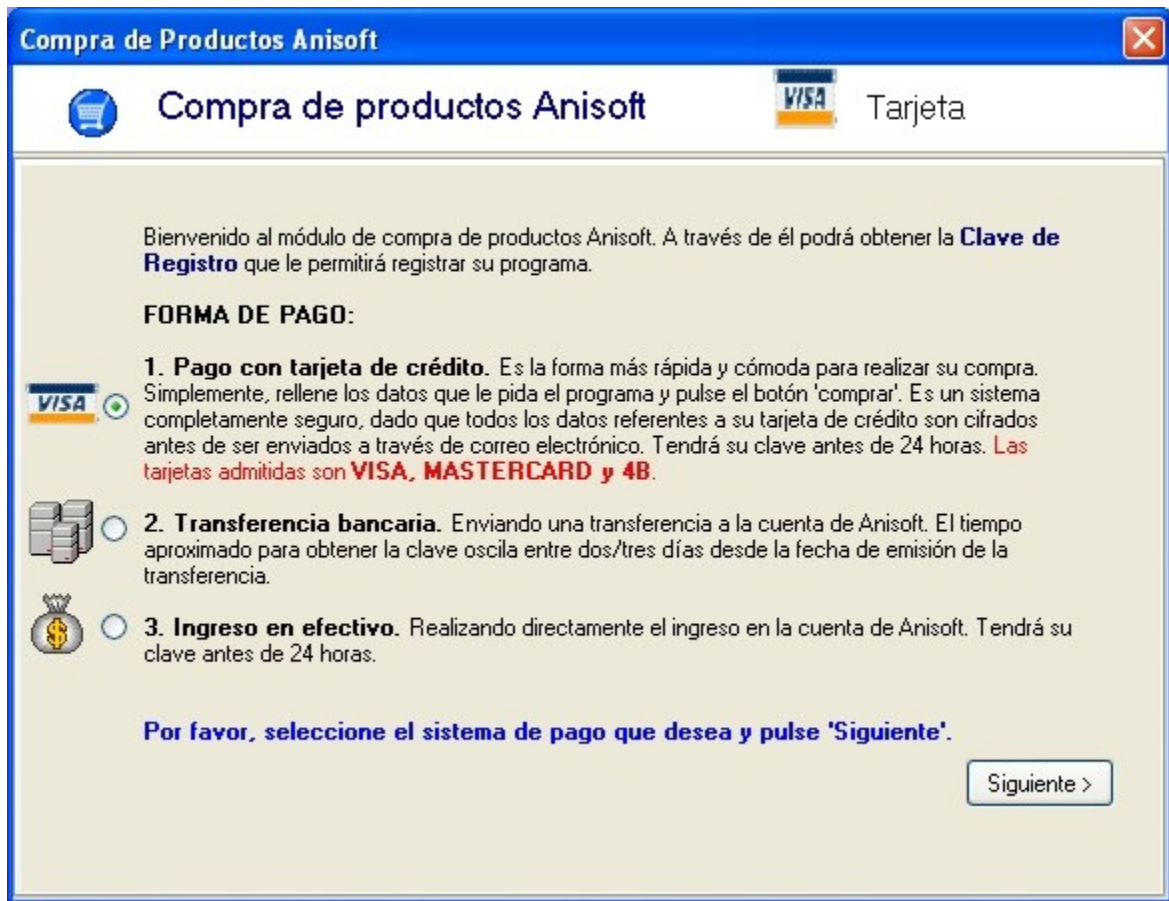 Compra de Productos Anisoft
Compra de productos Anisoft
VISA
Tarjeta
Bienvenido al módulo de compra de productos Anisoft. A través de él podrá obtener la Clave de
Registro que le permitirá registrar su programa.
FORMA DE PAGO:
1. Pago con tarjeta de crédito. Es la forma más rápida y cómoda para realizar su compra.
VISA
Simplemente, rellene los datos que le pida el programa y pulse el botón 'comprar'. Es un sistema
completamente seguro, dado que todos los datos referentes a su tarjeta de crédito son cifrados
antes de ser enviados a través de correo electrónico. Tendrá su clave antes de 24 horas. Las
tarjetas admitidas son VISA, MASTERCARD y 4B.
2. Transferencia bancaria. Enviando una transferencia a la cuenta de Anisoft. El tiempo
aproximado para obtener la clave oscila entre dos/tres días desde la fecha de emisión de la
transferencia.
$
3. Ingreso en efectivo. Realizando directamente el ingreso en la cuenta de Anisoft. Tendrá su
clave antes de 24 horas.
Por favor, seleccione el sistema de pago que desea y pulse 'Siguiente'.
Siguiente >